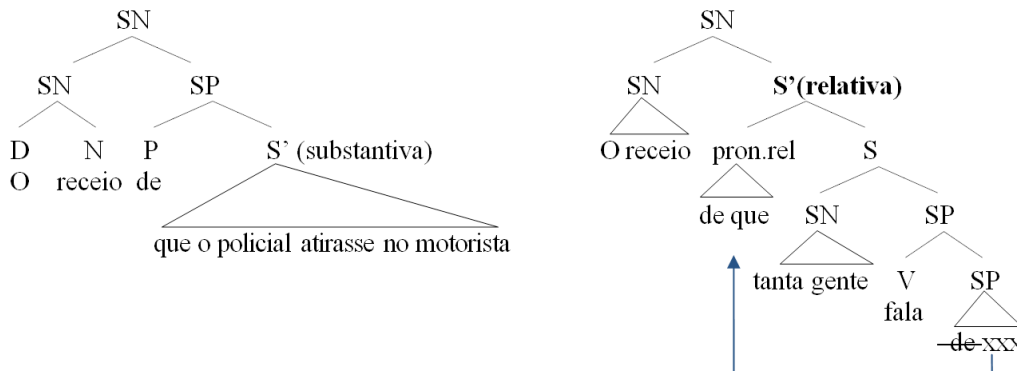 SN
SN SP
D N P S' (substantiva)
O receio de
que o policial atirasse no motorista
SN
SN S'(relativa)
O receio pron.rel S
de que SN SP
tanta gente V SP
fala
de xxx